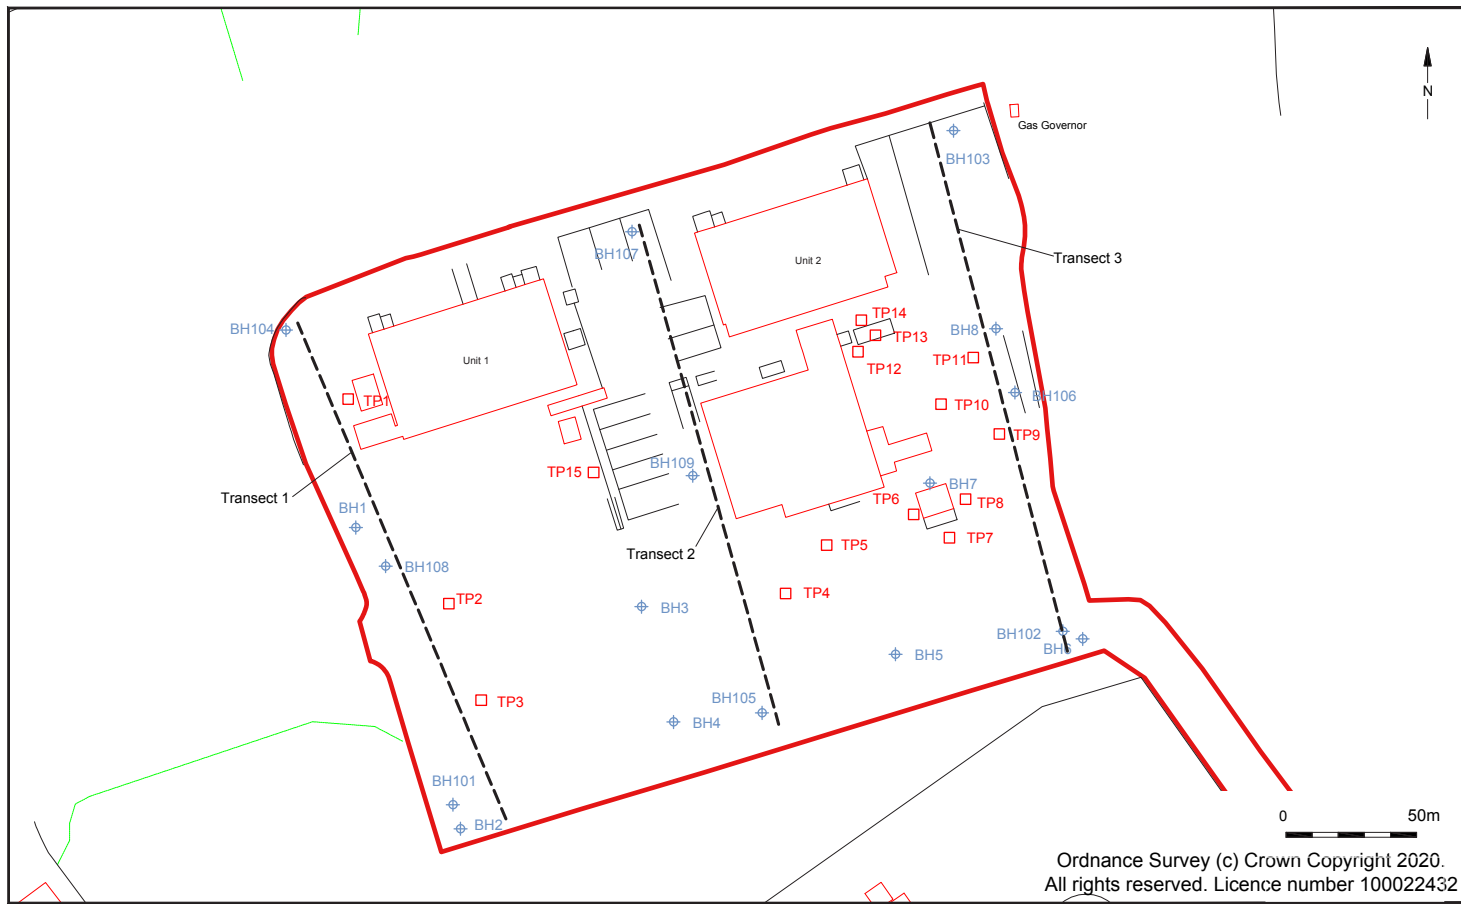 N
Gas Governor
BH103
BH107
Unit 2
Transect 3
TP14
BH104
BH8
TP13
Unit 1
TP11
TP12
BH106
TP1
TP10
TP9
BH109
TP15
BH7
Transect 1
TP6
TP8
BH1
TP7
TP5
Transect 2
BH108
TP2
TP4
BH3
BH102
BH6
BH5
TP3
BH105
BH4
BH101
BH2
0 50m
Ordnance Survey (c) Crown Copyright 2020.
All rights reserved. Licence number 100022432